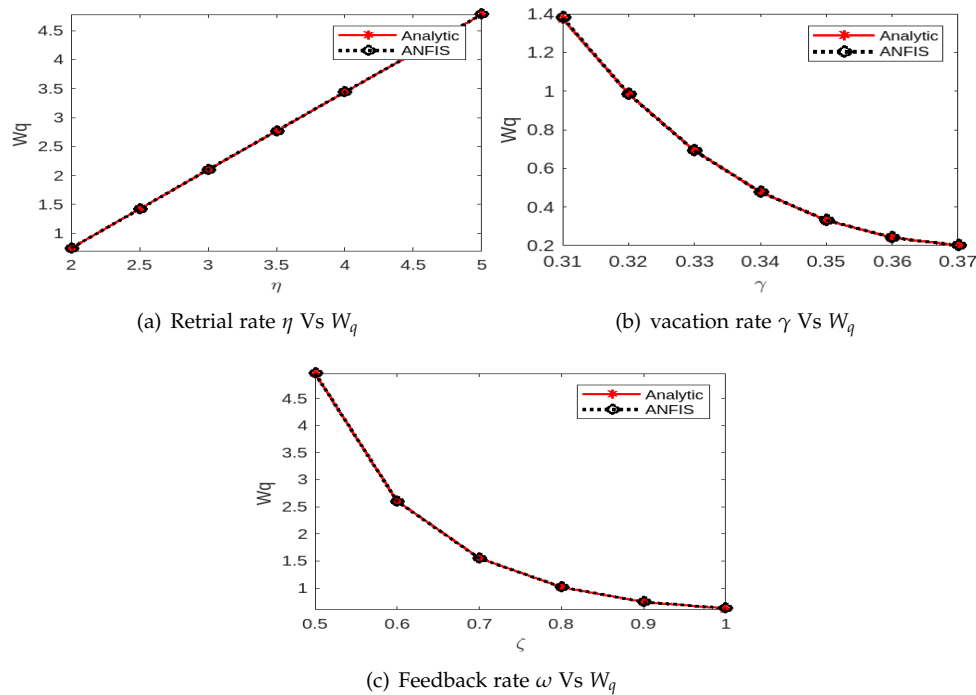 4.5
4
3.5
3
2.5
2
1.5
1
Wq
Analytic
ANFIS
2 2.5 3 3.5 4 4.5 5
η
(a) Retrial rate η Vs Wq
1.4
1.2
1
0.8
0.6
0.4
0.2
Wq
Analytic
ANFIS
0.31 0.32 0.33 0.34 0.35 0.36 0.37
γ
(b) vacation rate γ Vs Wq
4.5
4
3.5
3
2.5
2
1.5
1
Wq
Analytic
ANFIS
0.5 0.6 0.7 0.8 0.9 1
ζ
(c) Feedback rate ω Vs Wq